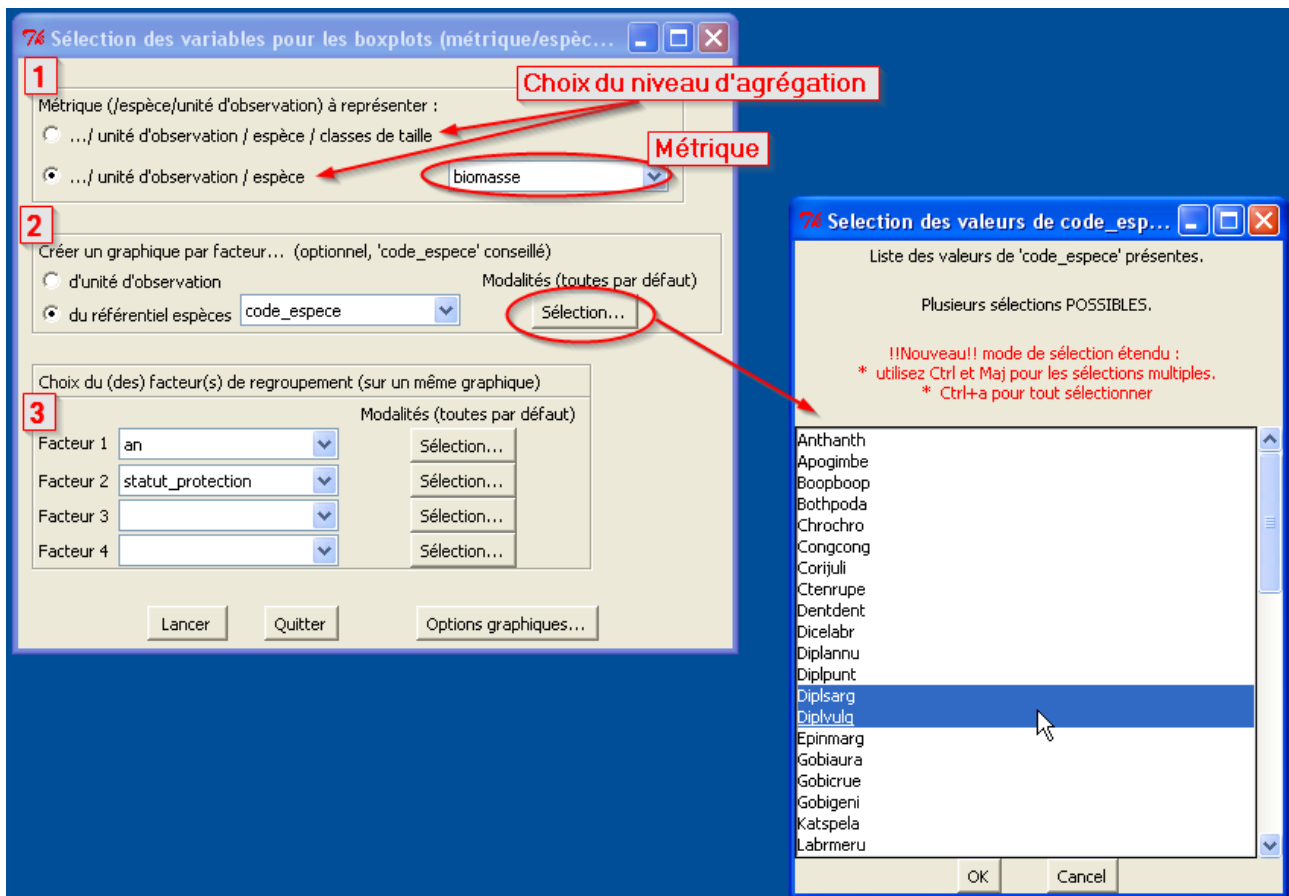 Sélection des variables pour les boxplots (métrique/espèc...
1
Choix du niveau d'agrégation
Métrique (/espèce/unité d'observation) à représenter :
.../ unité d'observation / espèce / classes de taille
Métrique
.../ unité d'observation / espèce
biomasse
2
Créer un graphique par facteur... (optionnel, 'code_espece' conseillé)
d'unité d'observation
Modalités (toutes par défaut)
du référentiel espèces
code_espece
Sélection...
Choix du (des) facteur(s) de regroupement (sur un même graphique)
3
Modalités (toutes par défaut)
Facteur 1 an Sélection...
Facteur 2 statut_protection Sélection...
Facteur 3 Sélection...
Facteur 4 Sélection...
Lancer Quitter Options graphiques...
Selection des valeurs de code_esp...
Liste des valeurs de 'code_espece' présentes.
Plusieurs sélections POSSIBLES.
!!Nouveau!! mode de sélection étendu :
* utilisez Ctrl et Maj pour les sélections multiples.
* Ctrl+a pour tout sélectionner
Anthanth
Apogimbe
Boopboop
Bothpoda
Chrochro
Congcong
Corijuli
Ctenrupe
Dentdent
Dicelabr
Diplannu
Diplpunt
Diplsarg
Diplvulg
Epinmarg
Gobiaura
Gobicrue
Gobigeni
Katspela
Labrmeru
OK Cancel